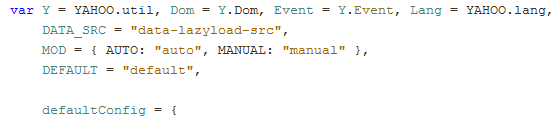 var Y = YAHOO.util, Dom = Y.Dom, Event = Y.Event, Lang = YAHOO.lang,
DATA_SRC = "data-lazyload-src",
MOD = { AUTO: "auto", MANUAL: "manual" },
DEFAULT = "default",
defaultConfig = {